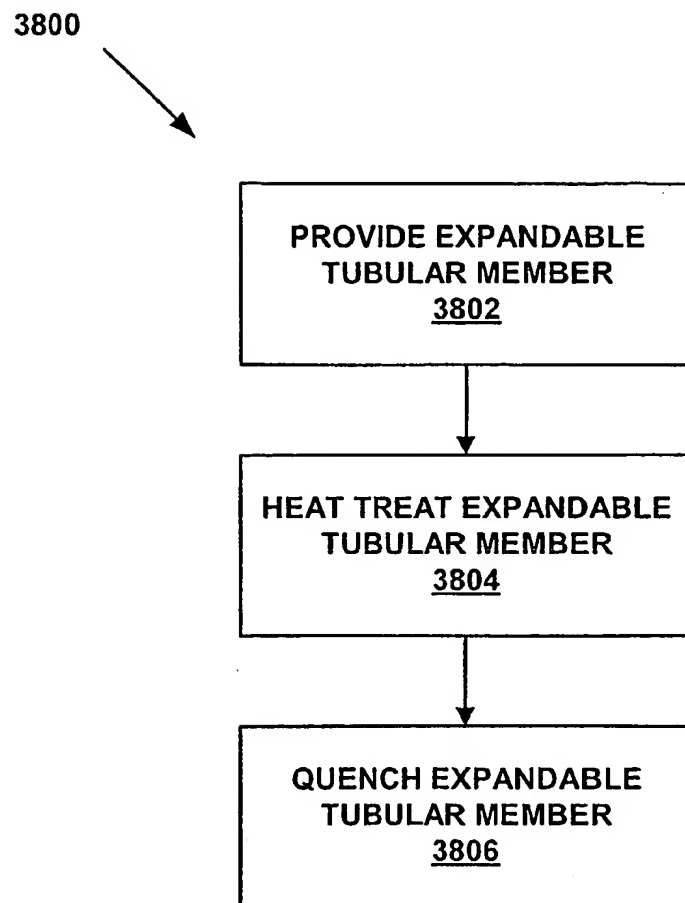 3800
PROVIDE EXPANDABLE
TUBULAR MEMBER
3802
HEAT TREAT EXPANDABLE
TUBULAR MEMBER
3804
QUENCH EXPANDABLE
TUBULAR MEMBER
3806